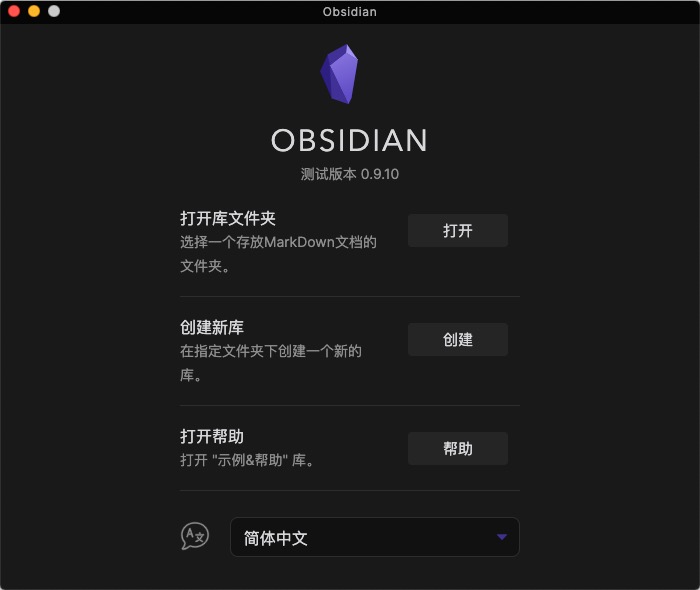 Obsidian
OBSIDIAN
测试版本 0.9.10
打开库文件夹
选择一个存放MarkDown文档的
文件夹。
打开
创建新库
在指定文件夹下创建一个新的
库。
创建
打开帮助
打开 "示例&帮助" 库。
帮助
A文
简体中文